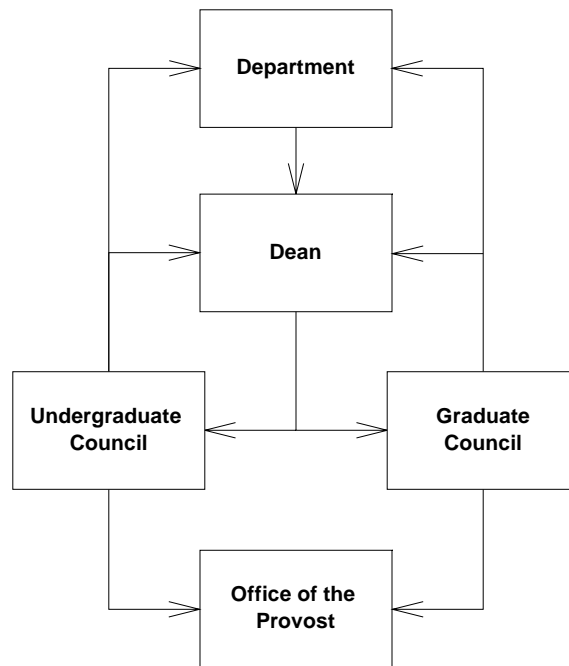 Department
Dean
Undergraduate
Council
Graduate
Council
Office of the
Provost